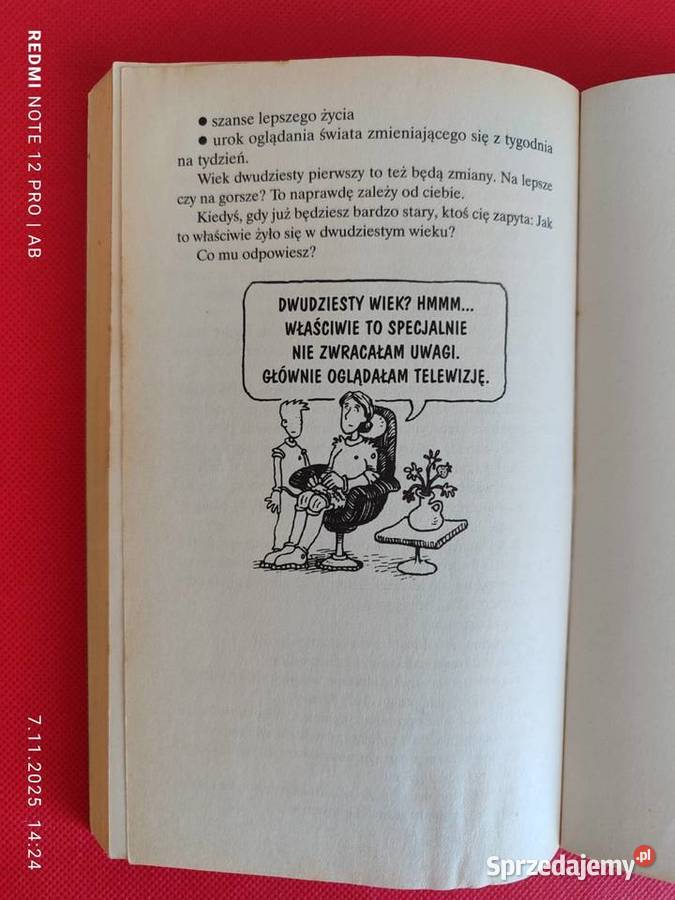 ● szanse lepszego życia
● urok oglądania świata zmieniającego się z tygodnia
na tydzień.
Wiek dwudziesty pierwszy to też będą zmiany. Na lepsze
czy na gorsze? To naprawdę zależy od ciebie.
Kiedyś, gdy już będziesz bardzo stary, ktoś cię zapyta: Jak
to właściwie żyło się w dwudziestym wieku?
Co mu odpowiesz?
DWUDZIESTY WIEK? HMMM...
WŁAŚCIWIE TO SPECJALNIE
NIE ZWRACAŁAM UWAGI.
GŁÓWNIE OGLĄDAŁAM TELEWIZJĘ.
REDMI NOTE 12 PRO | AB
7.11.2025 14:24
Sprzedajemy.pl